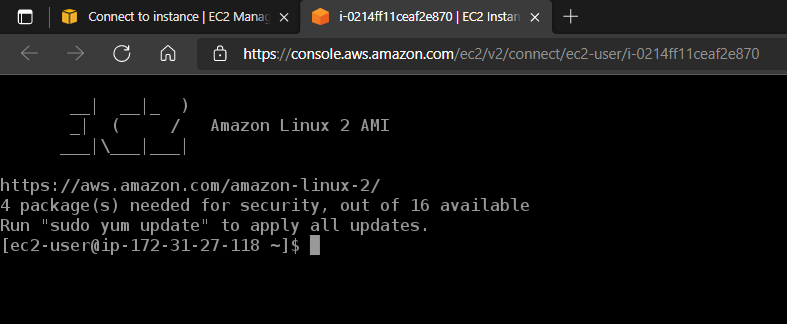 Connect to instance | EC2 Manag
i-0214ff11ceaf2e870 | EC2 Instan
https://console.aws.amazon.com/ec2/v2/connect/ec2-user/i-0214ff11ceaf2e870
__|  __|_  )
_|  (     /   Amazon Linux 2 AMI
___|\___|___|
https://aws.amazon.com/amazon-linux-2/
4 package(s) needed for security, out of 16 available
Run "sudo yum update" to apply all updates.
[ec2-user@ip-172-31-27-118 ~]$